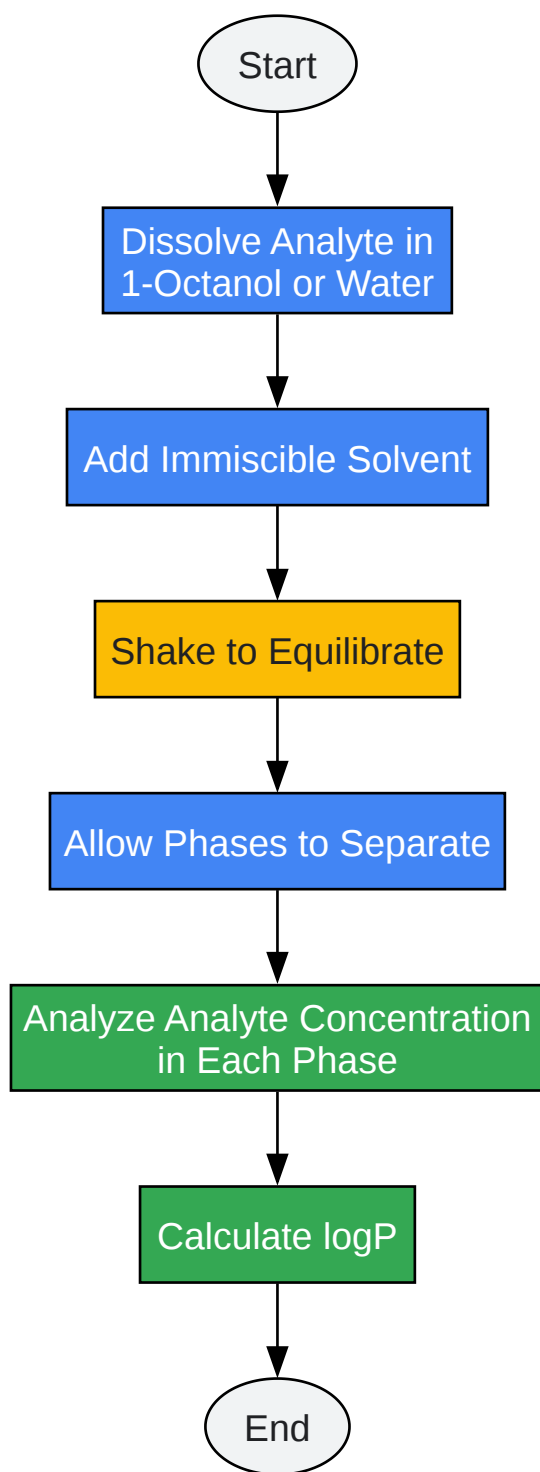 Start
Dissolve Analyte in
1-Octanol or Water
Add Immiscible Solvent
Shake to Equilibrate
Allow Phases to Separate
Analyze Analyte Concentration
in Each Phase
Calculate logP
End